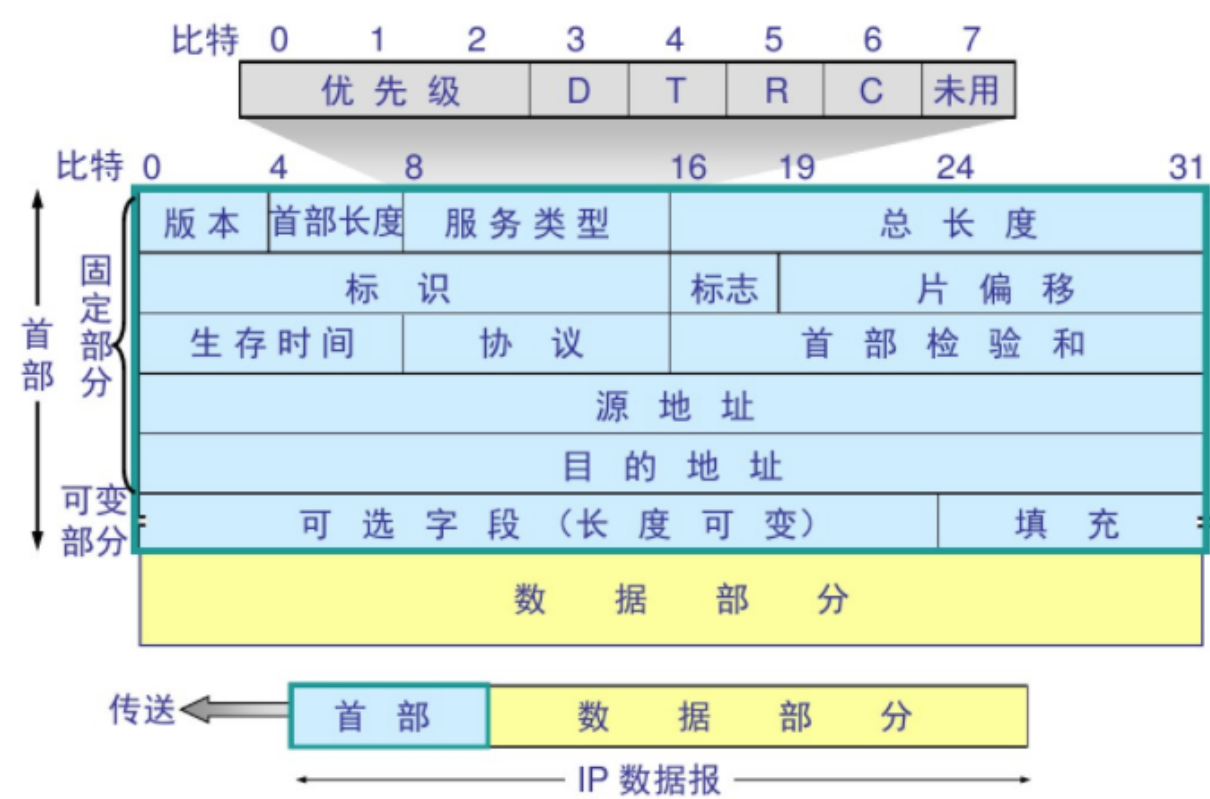 比特 0 1 2 3 4 5 6 7
优先级 D T R C 未用
比特 0 4 8 16 19 24 31
版本 首部长度 服务类型 总长度
标识 标志 片偏移
生存时间 协议 首部检验和
源地址
目的地址
可选字段（长度可变） 填充
首部
固定部分
可变部分
数据部分
传送 首部 数据部分
IP 数据报